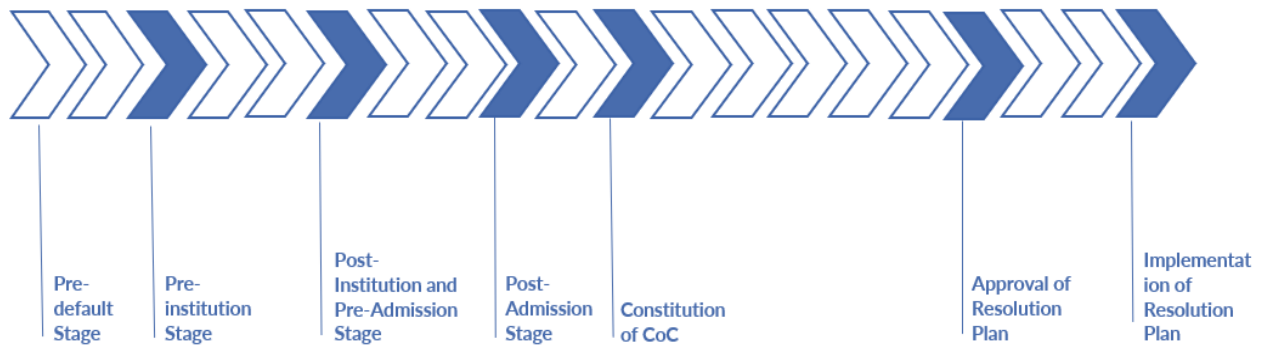 Pre-
default
Stage
Pre-
institution
Stage
Post-
Institution and
Pre-Admission
Stage
Post-
Admission
Stage
Constitution
of CoC
Approval of
Resolution
Plan
Implementat
ion of
Resolution
Plan